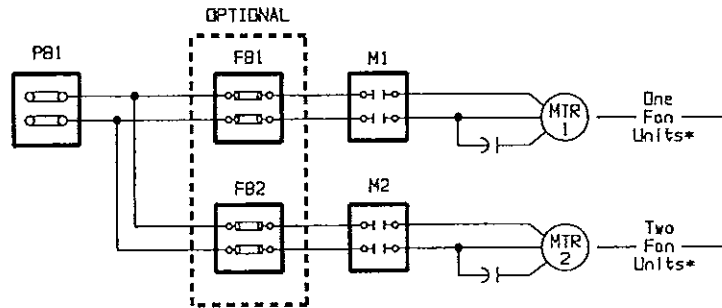 OPTIONAL
PB1
FB1
M1
MTR
1
One
Fan
Units*
FB2
M2
MTR
2
Two
Fan
Units*